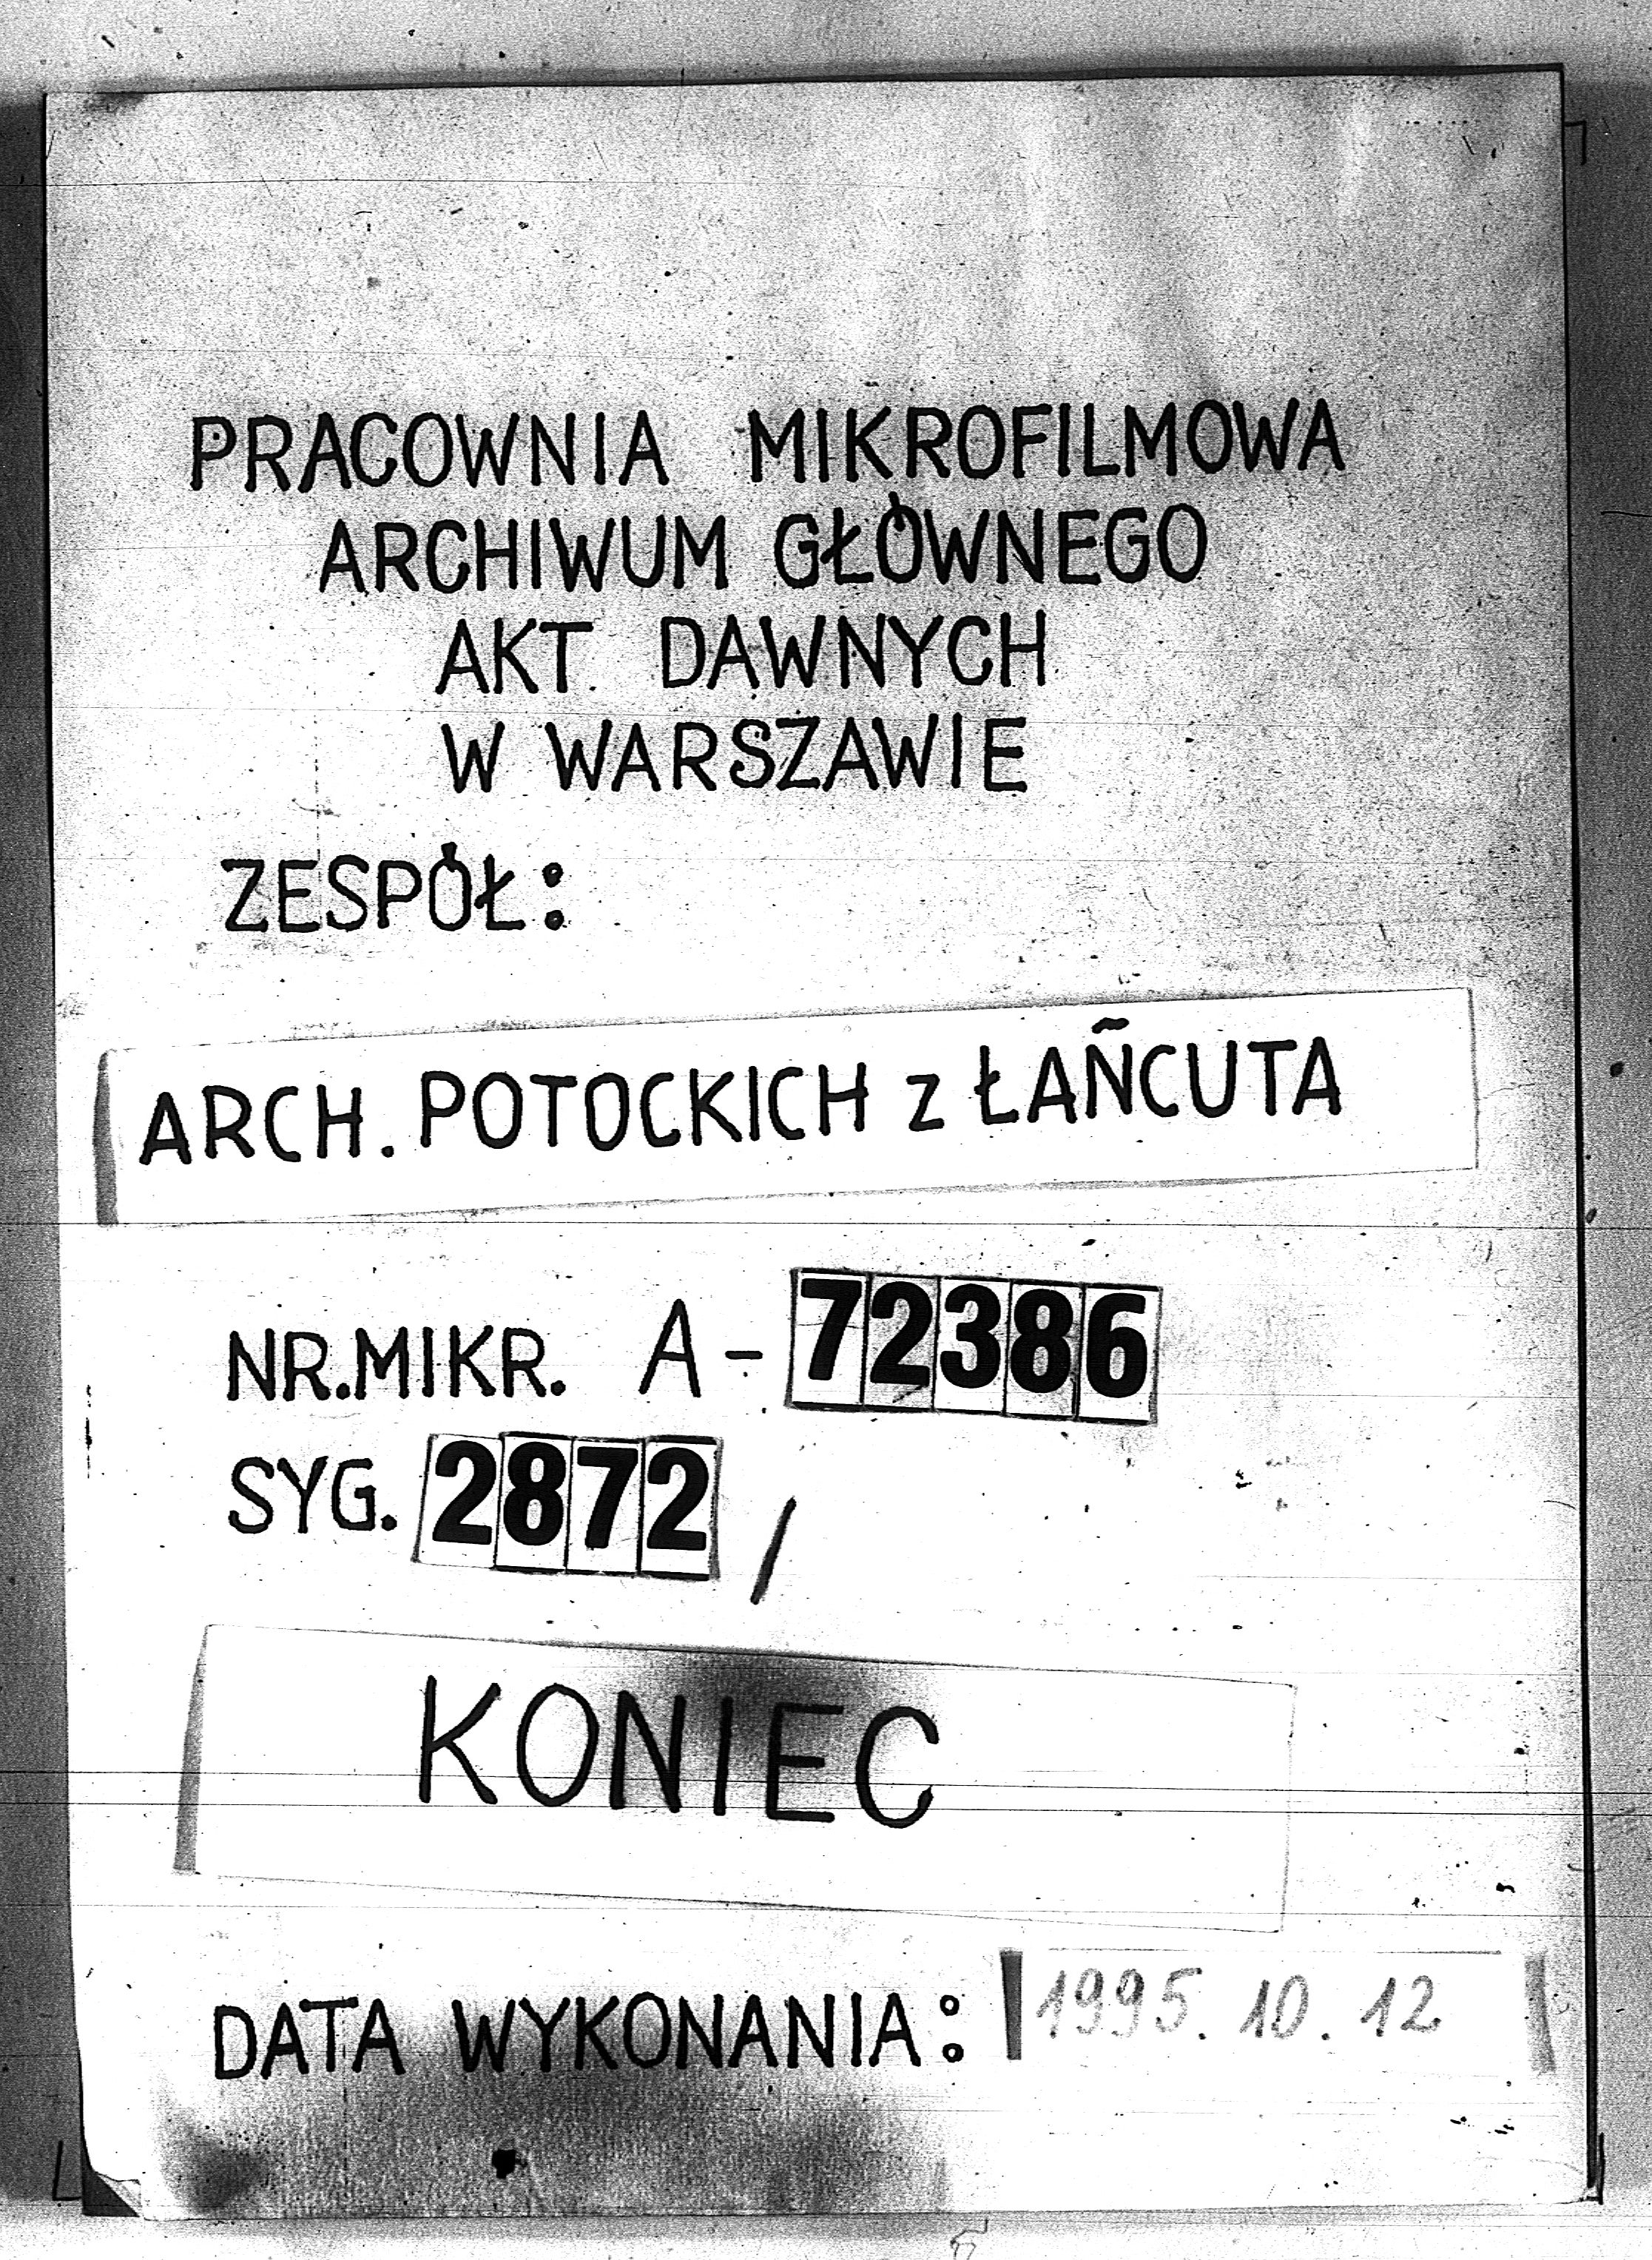 PRACOWNIA MIKROFILMOWA
ARCHIWUM GŁÓWNEGO
AKT DAWNYCH
W WARSZAWIE
ZESPÓŁ:
ARCH. POTOCKICH z ŁAŃCUTA
NR.MIKR. A-72386
SYG. 2872/
KONIEC
DATA WYKONANIA: 1995.10.12